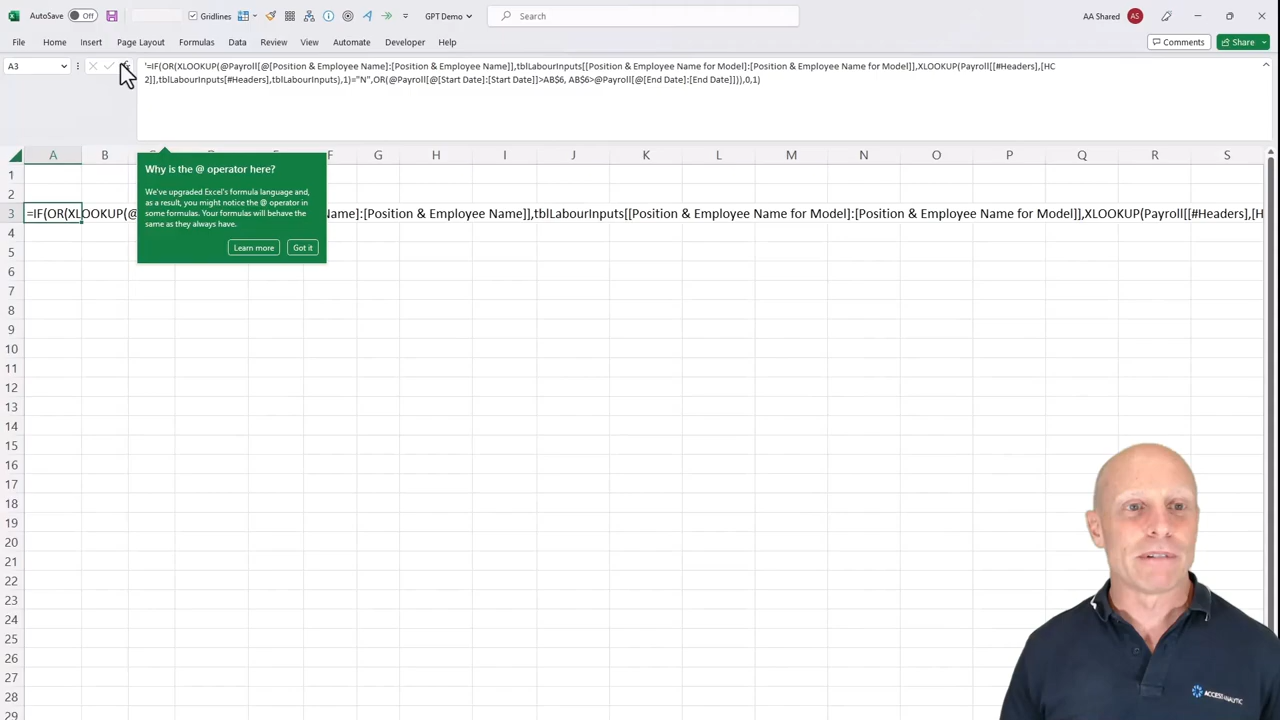 AutoSave Off Gridlines GPT Demo Search AA Shared AS
File Home Insert Page Layout Formulas Data Review View Automate Developer Help Comments Share
A3 '=IF(OR(XLOOKUP(@Payroll[@[Position & Employee Name]:[Position & Employee Name]],tblLabourInputs[[Position & Employee Name for Model]:[Position & Employee Name for Model]],XLOOKUP(Payroll[[#Headers],[HC
2]],tblLabourInputs[#Headers],tblLabourInputs),1)="N",OR(@Payroll[@[Start Date]:[Start Date]]>AB$6, AB$6>@Payroll[@[End Date]:[End Date]])),0,1)
A B F G H I J K L M N O P Q R S
Why is the @ operator here?
We've upgraded Excel's formula language and,
as a result, you might notice the @ operator in
some formulas. Your formulas will behave the
same as they always have.
Learn more Got it
1
2
3 =IF(OR(XLOOKUP(@ Name]:[Position & Employee Name]],tblLabourInputs[[Position & Employee Name for Model]:[Position & Employee Name for Model]],XLOOKUP(Payroll[[#Headers],[H
4
5
6
7
8
9
10
11
12
13
14
15
16
17
18
19
20
21
22
23
24
25
26
27
28
29
ACCESS ANALYTIC